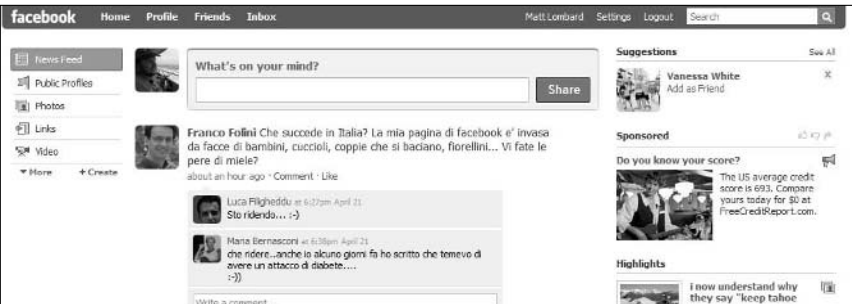 facebook Home Profile Friends Inbox Matt Lombard Settings Logout Search
News Feed
Public Profiles
Photos
Links
Video
More + Create
What's on your mind?
Share
Franco Folini Che succede in Italia? La mia pagina di facebook e' invasa
da facce di bambini, cuccioli, coppie che si baciano, fiorellini... Vi fate le
pere di miele?
about an hour ago · Comment · Like
Luca Filigheddu at 6:27pm April 21
Sto ridendo... :-)
Maria Bernasconi at 6:38pm April 21
che ridere..anche io alcuno giorni fa ho scritto che temevo di
avere un attacco di diabete....
:-))
Write a comment...
Suggestions See All
Vanessa White X
Add as Friend
Sponsored
Do you know your score?
The US average credit
score is 693. Compare
yours today for $0 at
FreeCreditReport.com.
Highlights
i now understand why
they say "keep tahoe